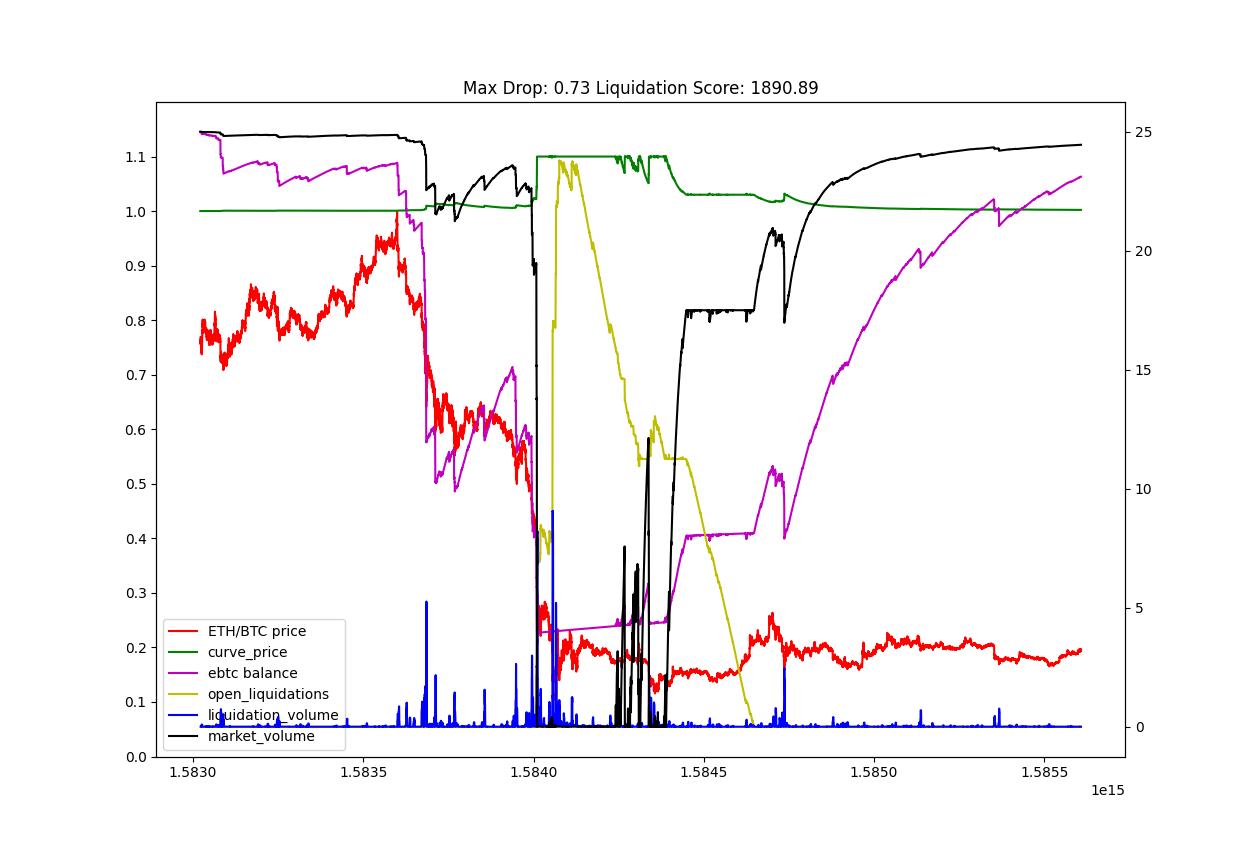 Max Drop: 0.73 Liquidation Score: 1890.89
1.1
1.0
0.9
0.8
0.7
0.6
0.5
0.4
0.3
0.2
0.1
0.0
25
20
15
10
5
0
ETH/BTC price
curve_price
ebtc balance
open_liquidations
liquidation_volume
market_volume
1.5830 1.5835 1.5840 1.5845 1.5850 1.5855
1e15